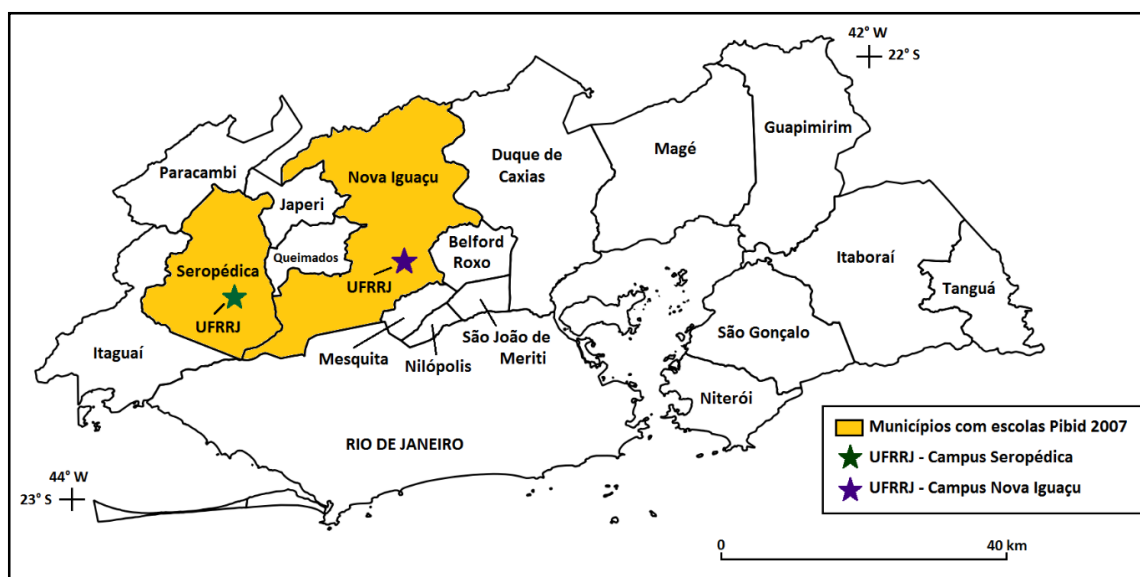 42° W
22° S
Guapimirim
Magé
Duque de
Caxias
Paracambi
Nova Iguaçu
Japeri
Belford
Roxo
Queimados
Seropédica
UFRRJ
UFRRJ
Itaboraí
Tanguá
São Gonçalo
São João de
Meriti
Mesquita
Nilópolis
Itaguaí
Niterói
RIO DE JANEIRO
44° W
23° S
Municípios com escolas Pibid 2007
UFRRJ - Campus Seropédica
UFRRJ - Campus Nova Iguaçu
0
40 km